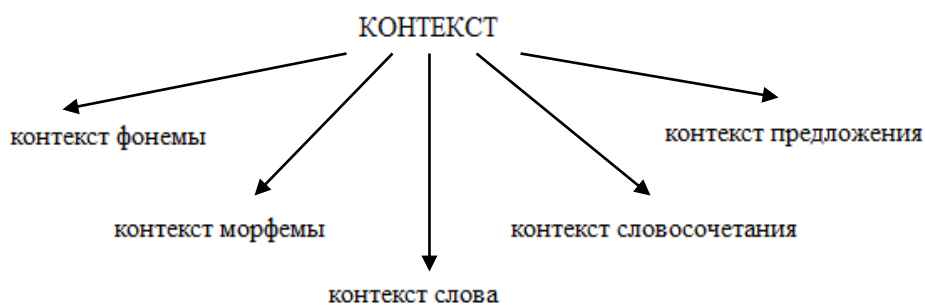 КОНТЕКСТ
контекст фонемы
контекст предложения
контекст морфемы
контекст словосочетания
контекст слова